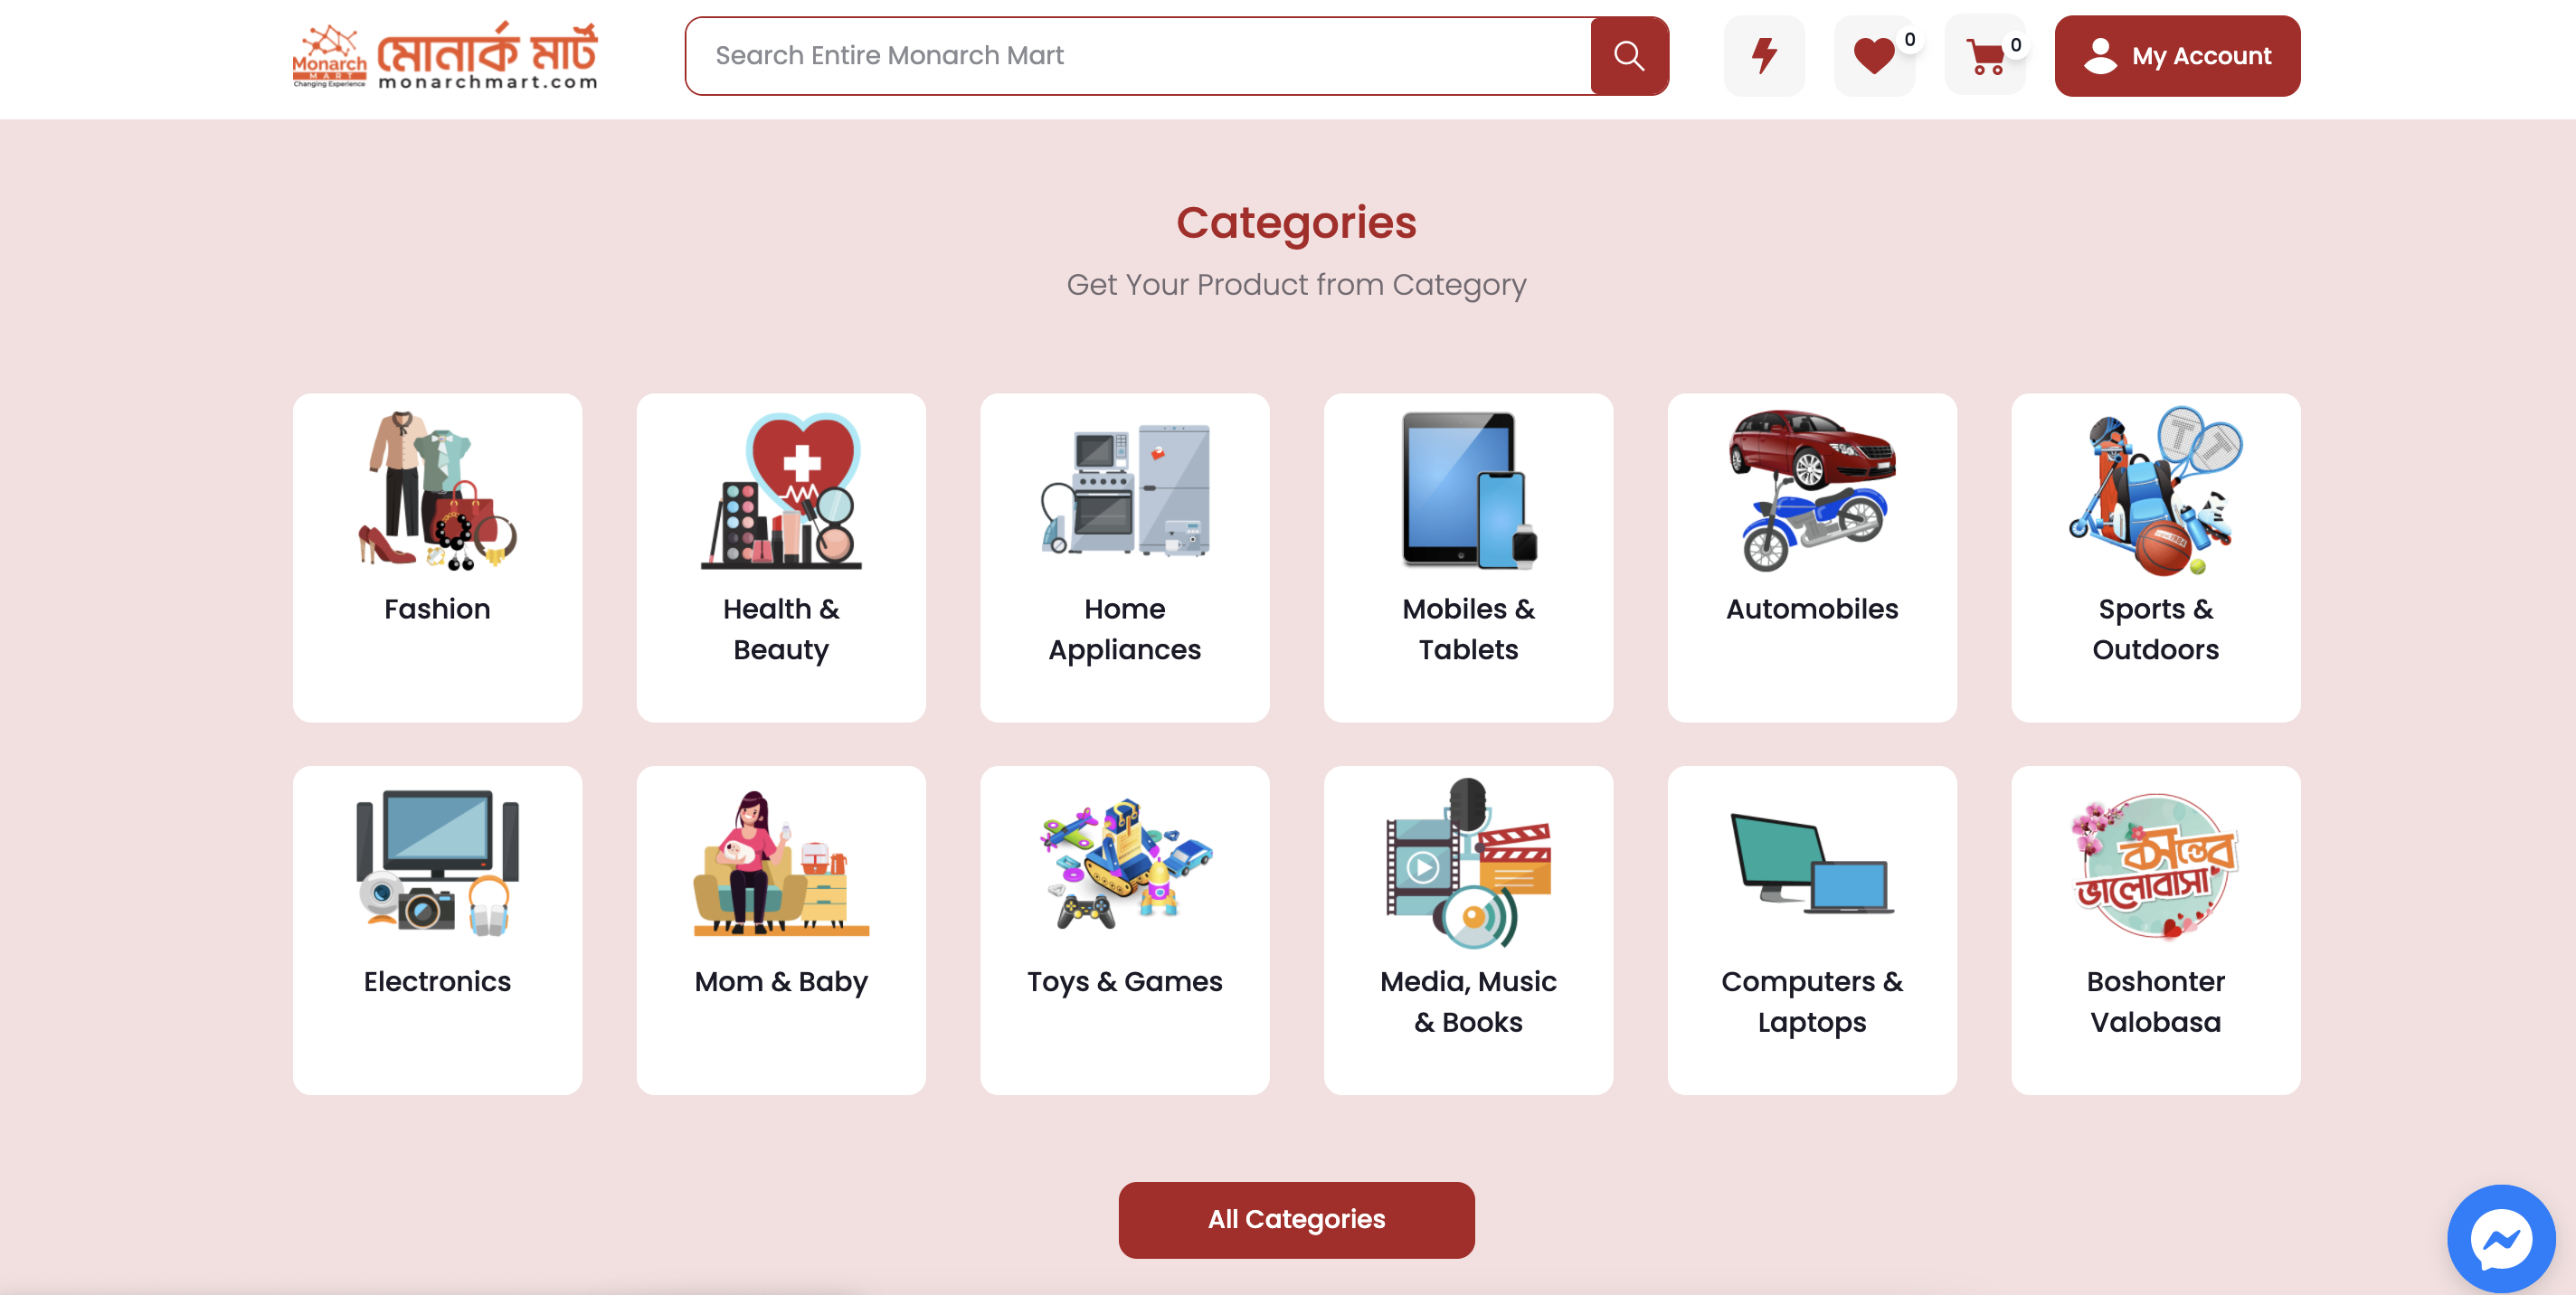 Monarch
MART
Changing Experience
মোনার্ক মার্ট
monarchmart.com
Search Entire Monarch Mart
0
0
My Account
Categories
Get Your Product from Category
Fashion
Health &
Beauty
Home
Appliances
Mobiles &
Tablets
Automobiles
Sports &
Outdoors
Electronics
Mom & Baby
Toys & Games
Media, Music
& Books
Computers &
Laptops
বসন্তের
ভালোবাসা
Boshonter
Valobasa
All Categories